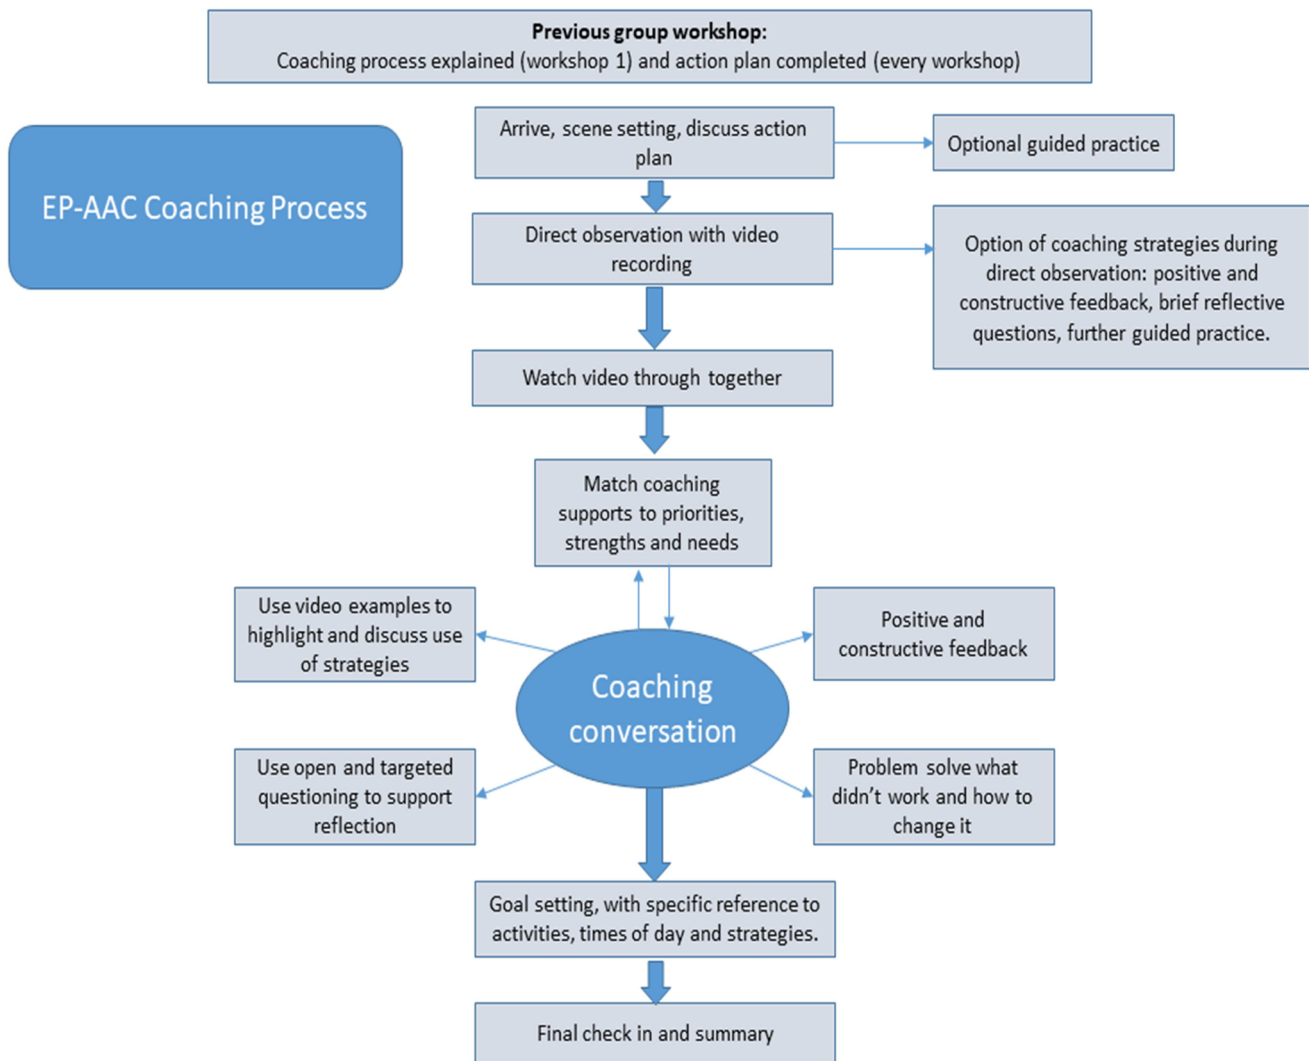 Previous group workshop:
Coaching process explained (workshop 1) and action plan completed (every workshop)
EP-AAC Coaching Process
Arrive, scene setting, discuss action
plan
Optional guided practice
Direct observation with video
recording
Option of coaching strategies during
direct observation: positive and
constructive feedback, brief reflective
questions, further guided practice.
Watch video through together
Match coaching
supports to priorities,
strengths and needs
Use video examples to
highlight and discuss use
of strategies
Positive and
constructive feedback
Coaching
conversation
Use open and targeted
questioning to support
reflection
Problem solve what
didn’t work and how to
change it
Goal setting, with specific reference to
activities, times of day and strategies.
Final check in and summary